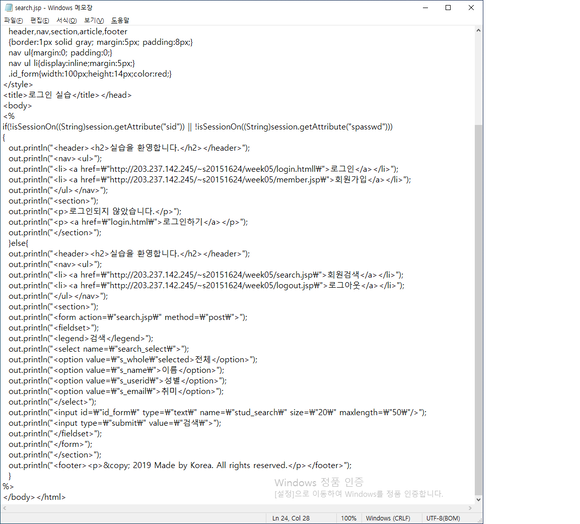 search.jsp - Windows 메모장
파일(F) 편집(E) 서식(O) 보기(V) 도움말
header,nav,section,article,footer
{border:1px solid gray; margin:5px; padding:8px;}
nav ul{margin:0; padding:0;}
nav ul li{display:inline;margin:5px;}
.id_form{width:100px;height:14px;color:red;}
</style>
<title>로그인 실습</title></head>
<body>
<%
if(!isSessionOn((String)session.getAttribute("sid")) || !isSessionOn((String)session.getAttribute("spasswd")))
{
out.println("<header><h2>실습을 환영합니다.</h2></header>");
out.println("<nav><ul>");
out.println("<li><a href=₩"http://203.237.142.245/~s20151624/week05/login.htmll₩">로그인</a></li>");
out.println("<li><a href=₩"http://203.237.142.245/~s20151624/week05/member.jsp₩">회원가입</a></li>");
out.println("</ul></nav>");
out.println("<section>");
out.println("<p>로그인되지 않았습니다.</p>");
out.println("<p><a href=₩"login.html₩">로그인하기</a></p>");
out.println("</section>");
}else{
out.println("<header><h2>실습을 환영합니다.</h2></header>");
out.println("<nav><ul>");
out.println("<li><a href=₩"http://203.237.142.245/~s20151624/week05/search.jsp₩">회원검색</a></li>");
out.println("<li><a href=₩"http://203.237.142.245/~s20151624/week05/logout.jsp₩">로그아웃</a></li>");
out.println("</ul></nav>");
out.println("<section>");
out.println("<form action=₩"search.jsp₩" method=₩"post₩">");
out.println("<fieldset>");
out.println("<legend>검색</legend>");
out.println("<select name=₩"search_select₩">");
out.println("<option value=₩"s_whole₩"selected>전체</option>");
out.println("<option value=₩"s_name₩">이름</option>");
out.println("<option value=₩"s_userid₩">성별</option>");
out.println("<option value=₩"s_email₩">취미</option>");
out.println("</select>");
out.println("<input id=₩"id_form₩" type=₩"text₩" name=₩"stud_search₩" size=₩"20₩" maxlength=₩"50₩"/>");
out.println("<input type=₩"submit₩" value=₩"검색₩">");
out.println("</fieldset>");
out.println("</form>");
out.println("</section>");
out.println("<footer><p>&copy; 2019 Made by Korea. All rights reserved.</p></footer>");
}
%>
</body></html>
Windows 정품 인증
[설정]으로 이동하여 Windows를 정품 인증합니다.
Ln 24, Col 28 100% Windows (CRLF) UTF-8(BOM)